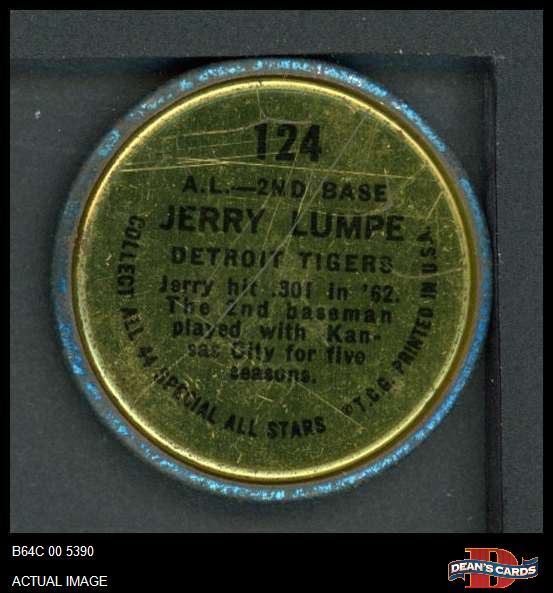 124
A.L.—2ND BASE
JERRY LUMPE
DETROIT TIGERS
Jerry hit .301 in '62.
The 2nd baseman
played with Kan-
sas City for five
seasons.
COLLECT ALL 44 SPECIAL ALL STARS
©T.C.G. PRINTED IN U.S.A.
B64C 00 5390
ACTUAL IMAGE
D
DEAN'S CARDS